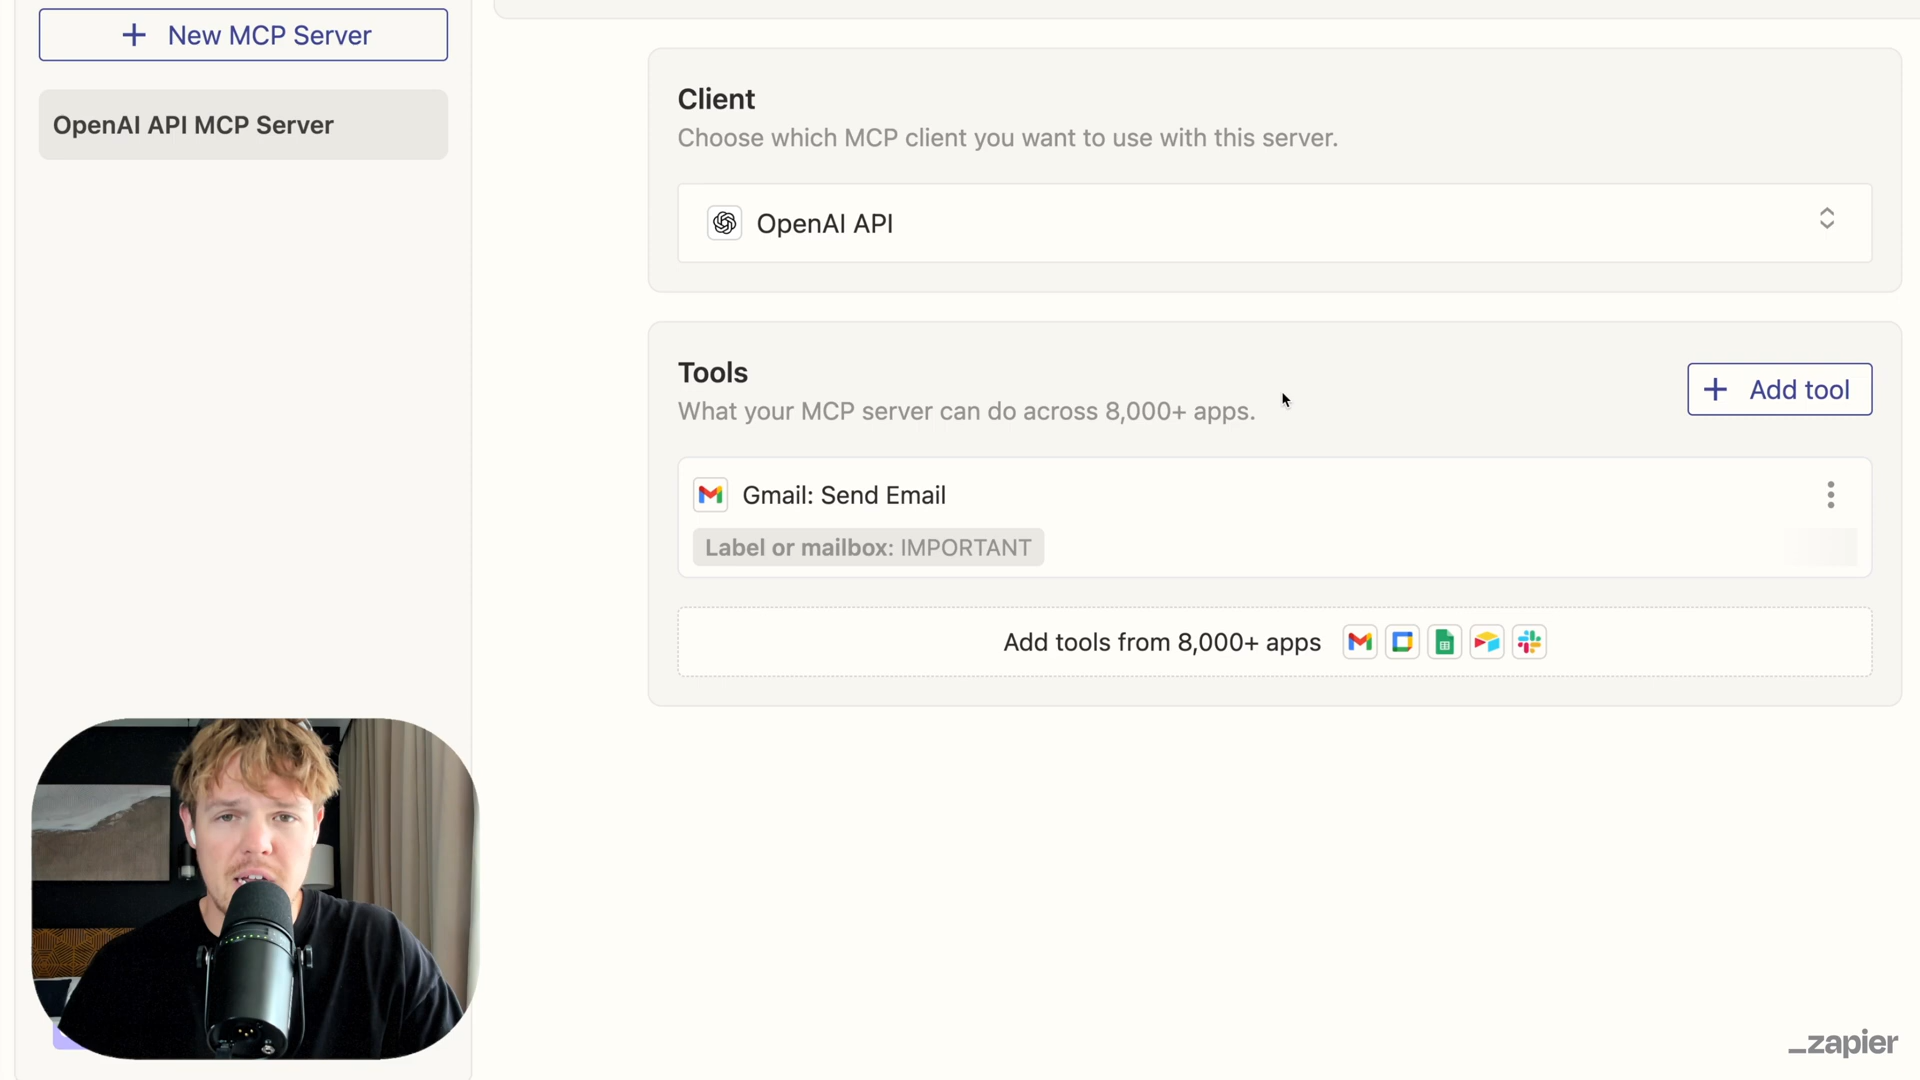 + New MCP Server
OpenAI API MCP Server
Client
Choose which MCP client you want to use with this server.
OpenAI API
Tools
What your MCP server can do across 8,000+ apps.
+ Add tool
Gmail: Send Email
Label or mailbox: IMPORTANT
Add tools from 8,000+ apps
_zapier